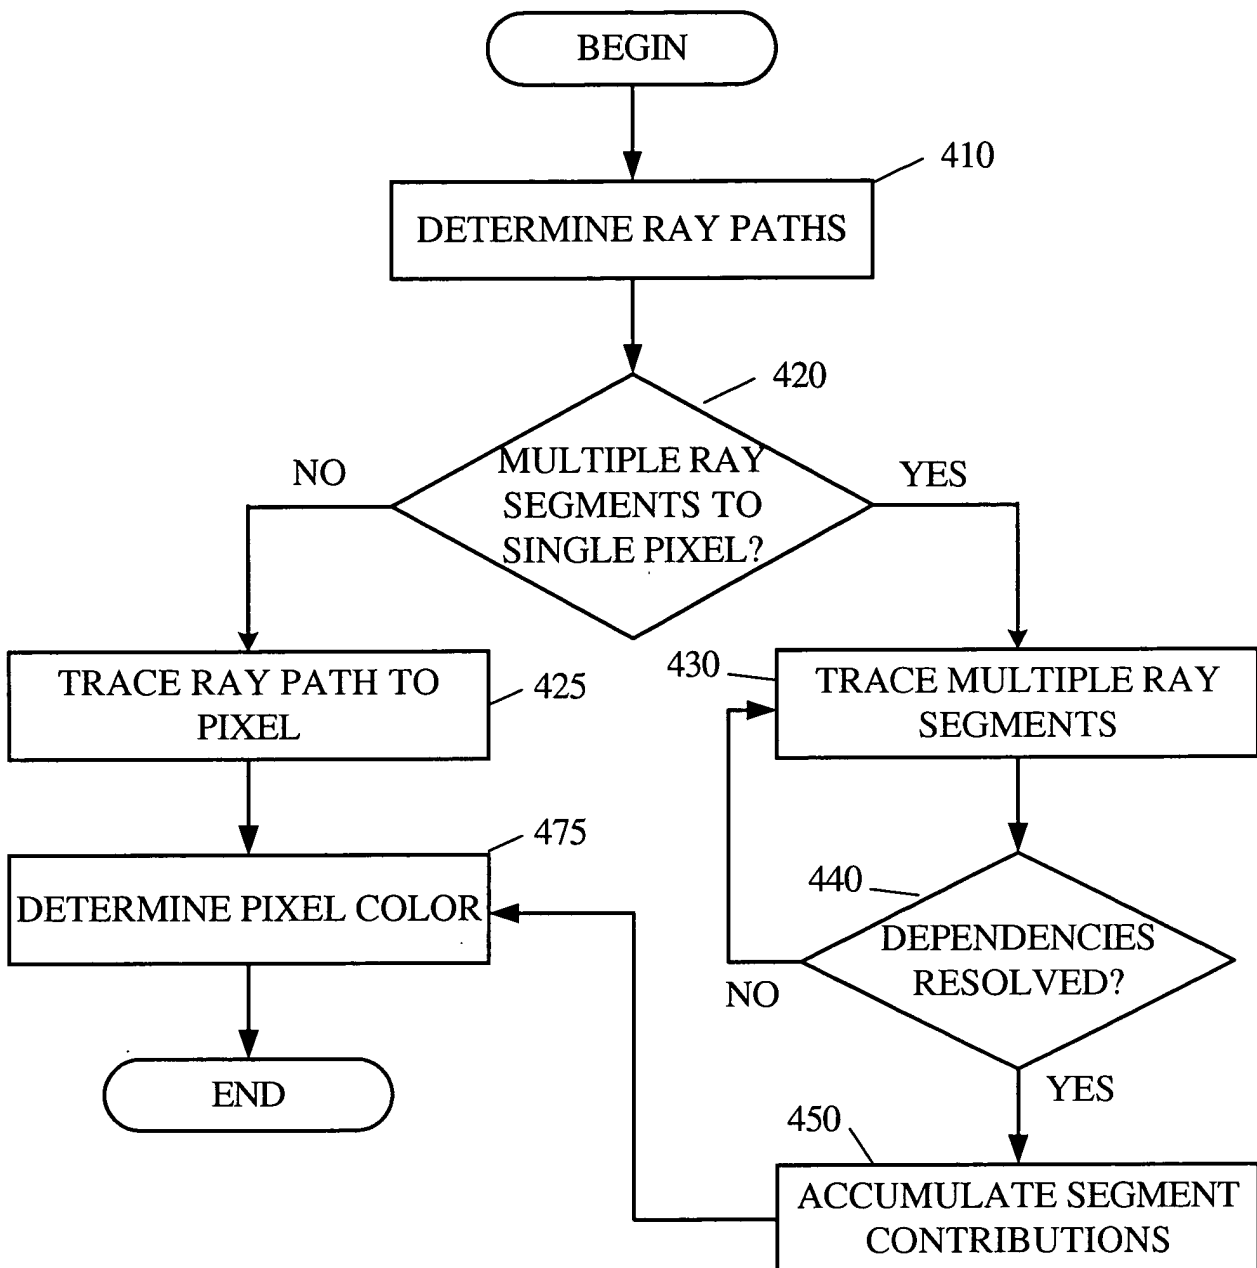 BEGIN
410
DETERMINE RAY PATHS
420
MULTIPLE RAY
SEGMENTS TO
SINGLE PIXEL?
NO
YES
TRACE RAY PATH TO
PIXEL
425
430
TRACE MULTIPLE RAY
SEGMENTS
475
DETERMINE PIXEL COLOR
440
DEPENDENCIES
RESOLVED?
NO
YES
END
450
ACCUMULATE SEGMENT
CONTRIBUTIONS